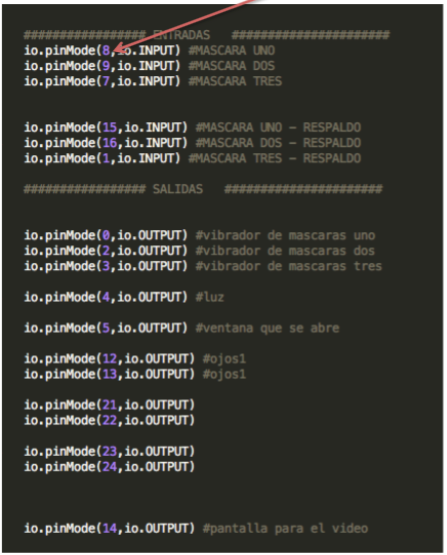 ################# ENTRADAS ######################
io.pinMode(8,io.INPUT) #MASCARA UNO
io.pinMode(9,io.INPUT) #MASCARA DOS
io.pinMode(7,io.INPUT) #MASCARA TRES
io.pinMode(15,io.INPUT) #MASCARA UNO – RESPALDO
io.pinMode(16,io.INPUT) #MASCARA DOS – RESPALDO
io.pinMode(1,io.INPUT) #MASCARA TRES – RESPALDO
################# SALIDAS ######################
io.pinMode(0,io.OUTPUT) #vibrador de mascaras uno
io.pinMode(2,io.OUTPUT) #vibrador de mascaras dos
io.pinMode(3,io.OUTPUT) #vibrador de mascaras tres
io.pinMode(4,io.OUTPUT) #luz
io.pinMode(5,io.OUTPUT) #ventana que se abre
io.pinMode(12,io.OUTPUT) #ojos1
io.pinMode(13,io.OUTPUT) #ojos1
io.pinMode(21,io.OUTPUT)
io.pinMode(22,io.OUTPUT)
io.pinMode(23,io.OUTPUT)
io.pinMode(24,io.OUTPUT)
io.pinMode(14,io.OUTPUT) #pantalla para el video